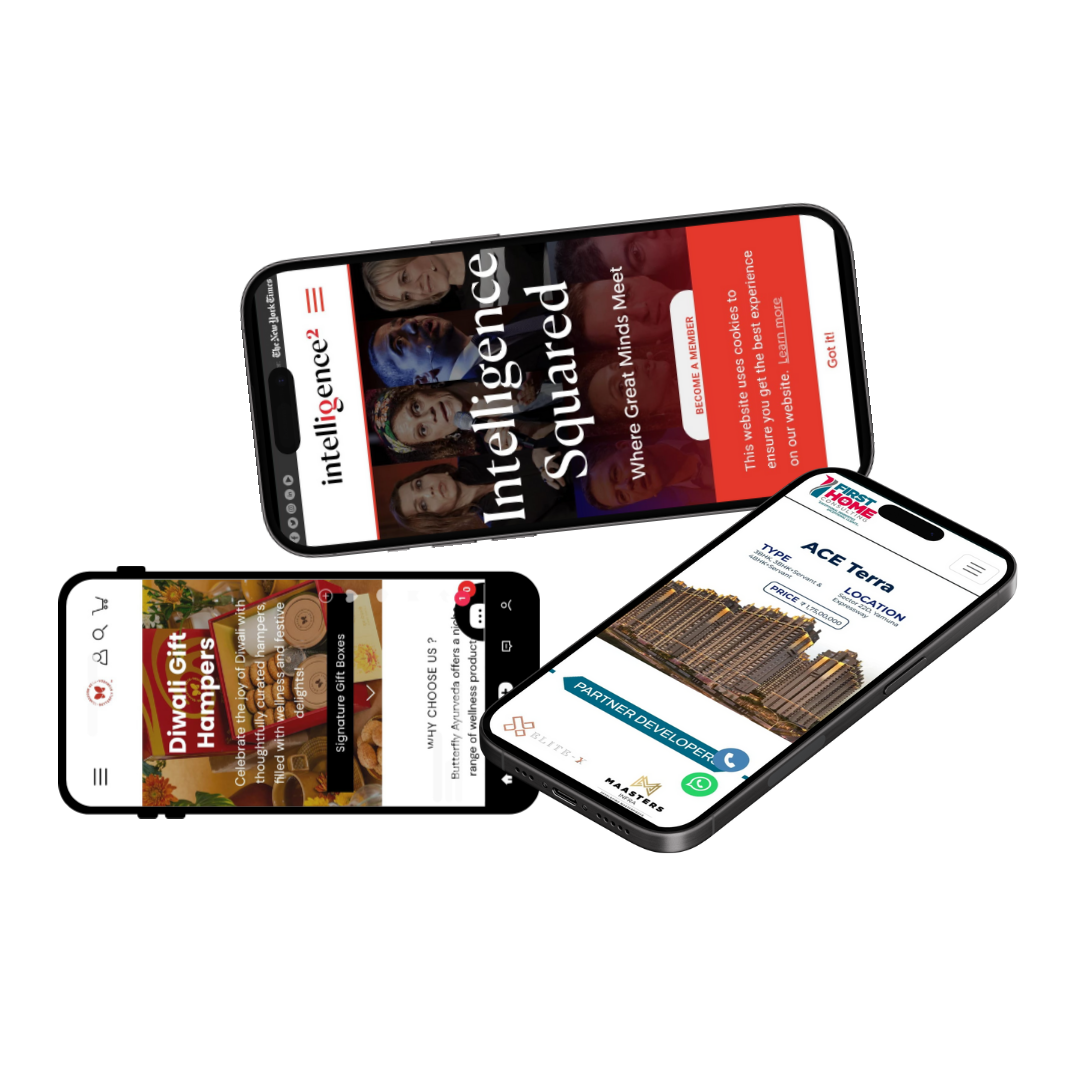 The New York Times
intelligence²
Intelligence
Squared
Where Great Minds Meet
BECOME A MEMBER
This website uses cookies to
ensure you get the best experience
on our website. Learn more
Got it!
Diwali Gift
Hampers
Celebrate the joy of Diwali with
thoughtfully curated hampers,
filled with wellness and festive
delights!
Signature Gift Boxes
WHY CHOOSE US ?
Butterfly Ayurveda offers a
range of wellness product
FIRST
HOME
CONSULTING
ACE Terra
TYPE
3BHK, 3BHK+Servant &
4BHK+Servant
LOCATION
Sector 22D, Yamuna
Expressway
PRICE ₹ 1,75,00,000
PARTNER DEVELOPERS
ELITE-X
MAASTERS
INFRA